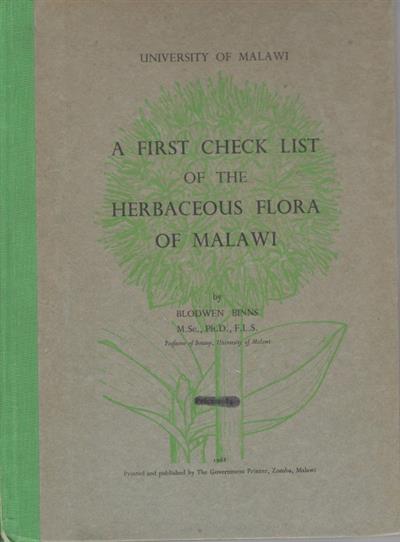 UNIVERSITY OF MALAWI
A FIRST CHECK LIST
OF THE
HERBACEOUS FLORA
OF MALAWI
by
BLODWEN BINNS
M.Sc., Ph.D., F.L.S.
Professor of Botany, University of Malawi
1968
Printed and published by The Government Printer, Zomba, Malawi